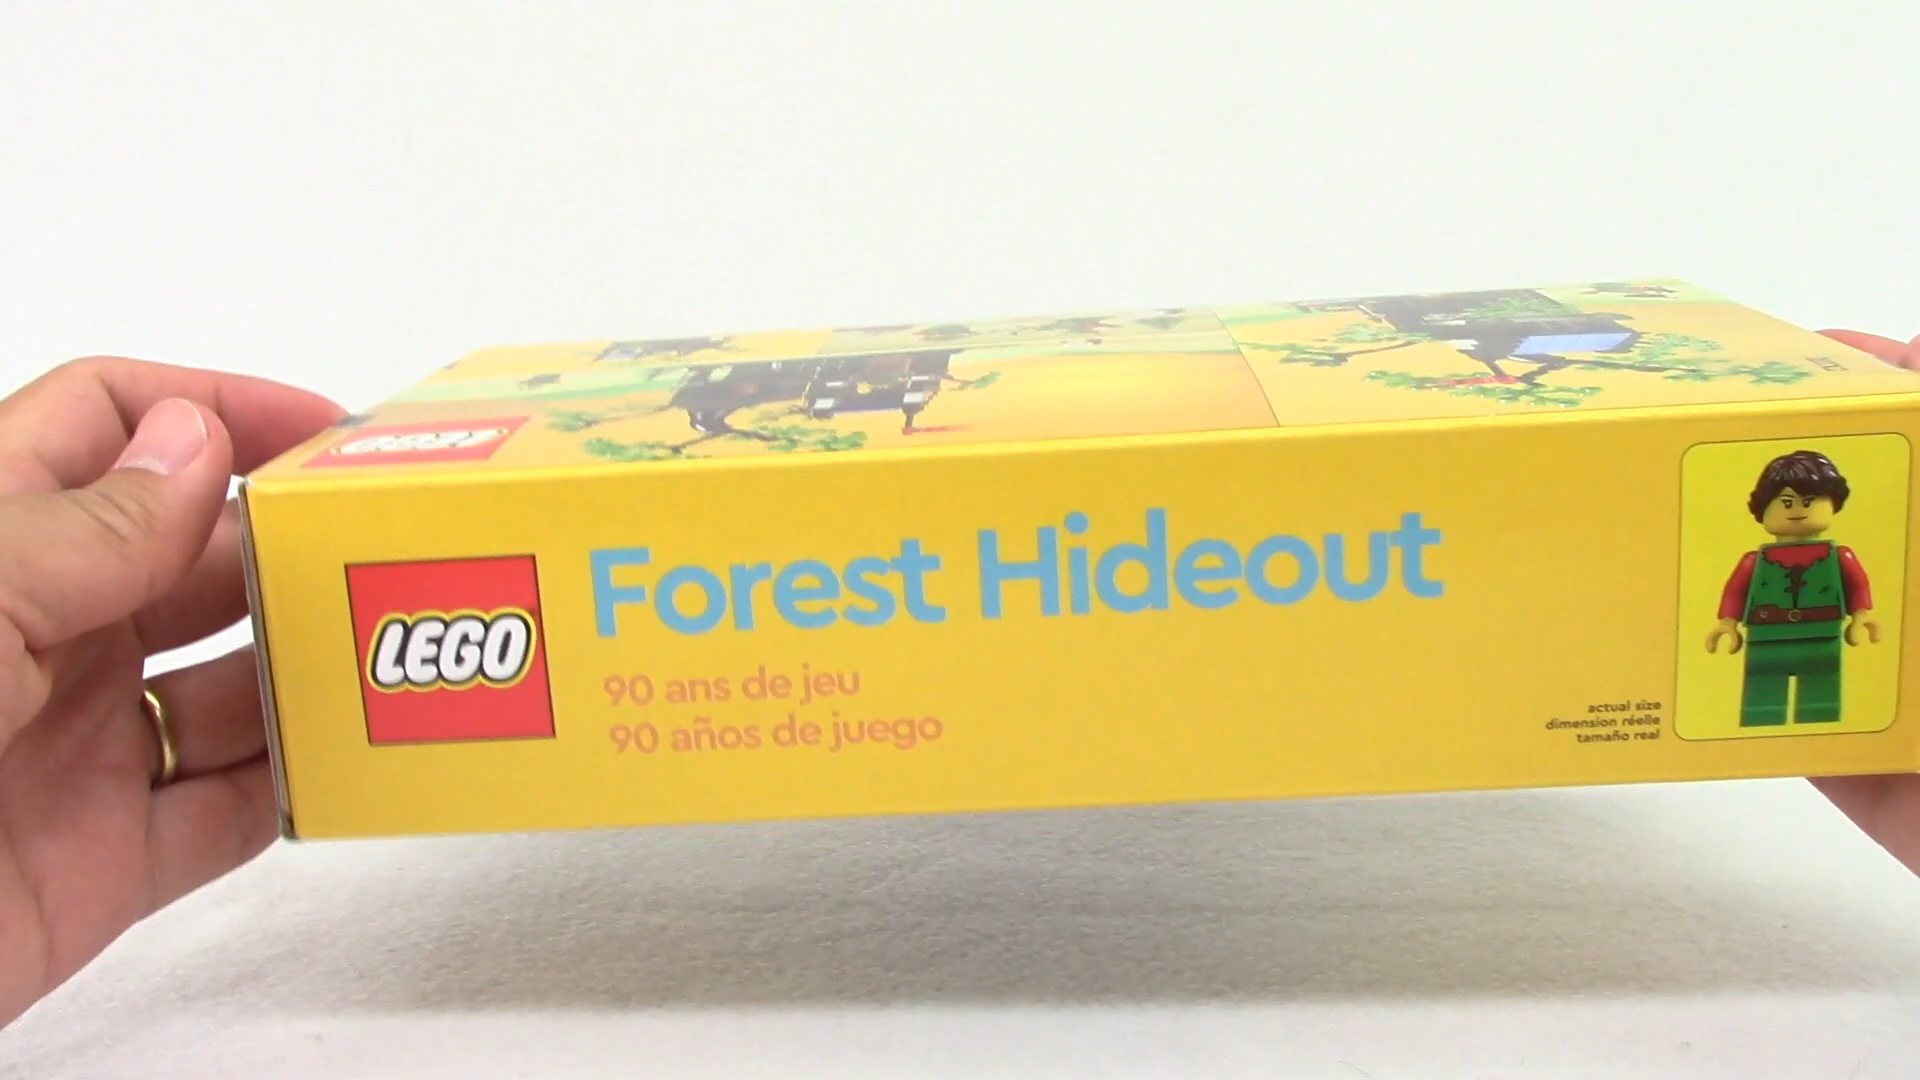 LEGO
Forest Hideout
90 ans de jeu
90 años de juego
actual size
dimension réelle
tamaño real